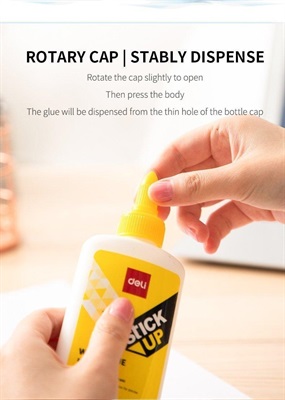 ROTARY CAP | STABLY DISPENSE
Rotate the cap slightly to open
Then press the body
The glue will be dispensed from the thin hole of the bottle cap
deli
STICK
UP